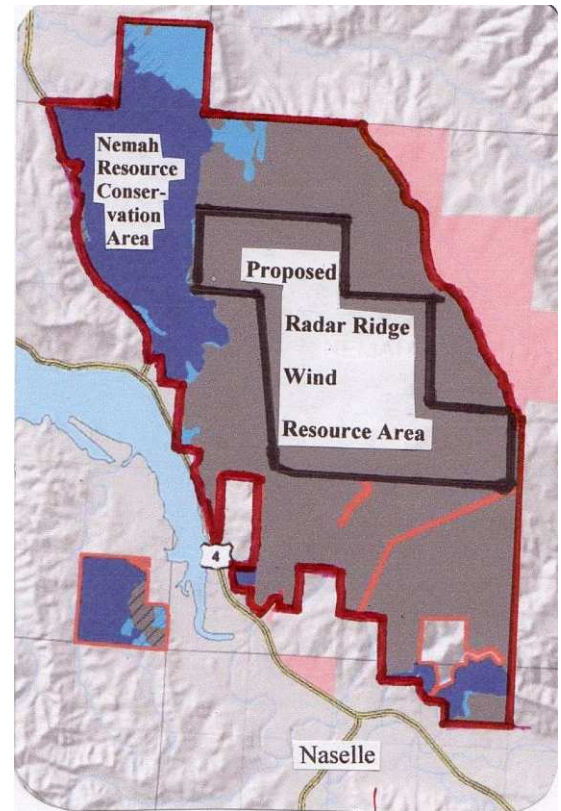 Nemah
Resource
Conser-
vation
Area
Proposed
Radar Ridge
Wind
Resource Area
4
Naselle